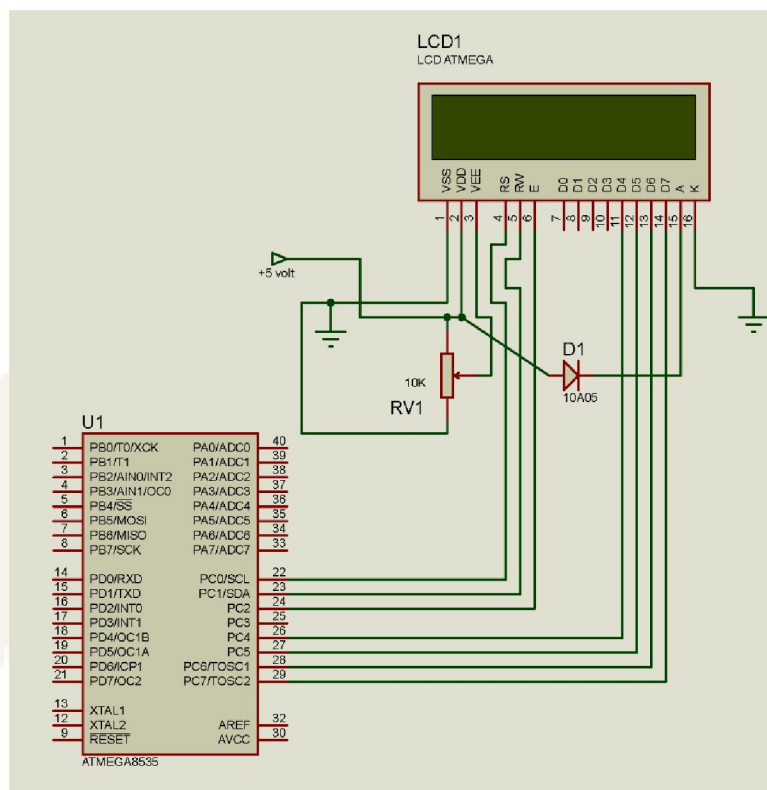 LCD1
LCD ATMEGA
VSS VDD VEE RS RW E D0 D1 D2 D3 D4 D5 D6 D7 A K
1 2 3 4 5 6 7 8 9 10 11 12 13 14 15 16
+5 volt
D1
10A05
10K
RV1
U1
1 PB0/T0/XCK PA0/ADC0 40
2 PB1/T1 PA1/ADC1 39
3 PB2/AIN0/INT2 PA2/ADC2 38
4 PB3/AIN1/OC0 PA3/ADC3 37
5 PB4/SS PA4/ADC4 36
6 PB5/MOSI PA5/ADC5 35
7 PB6/MISO PA6/ADC6 34
8 PB7/SCK PA7/ADC7 33
14 PD0/RXD PC0/SCL 22
15 PD1/TXD PC1/SDA 23
16 PD2/INT0 PC2 24
17 PD3/INT1 PC3 25
18 PD4/OC1B PC4 26
19 PD5/OC1A PC5 27
20 PD6/ICP1 PC6/TOSC1 28
21 PD7/OC2 PC7/TOSC2 29
13 XTAL1
12 XTAL2 AREF 32
9 RESET AVCC 30
ATMEGA8535